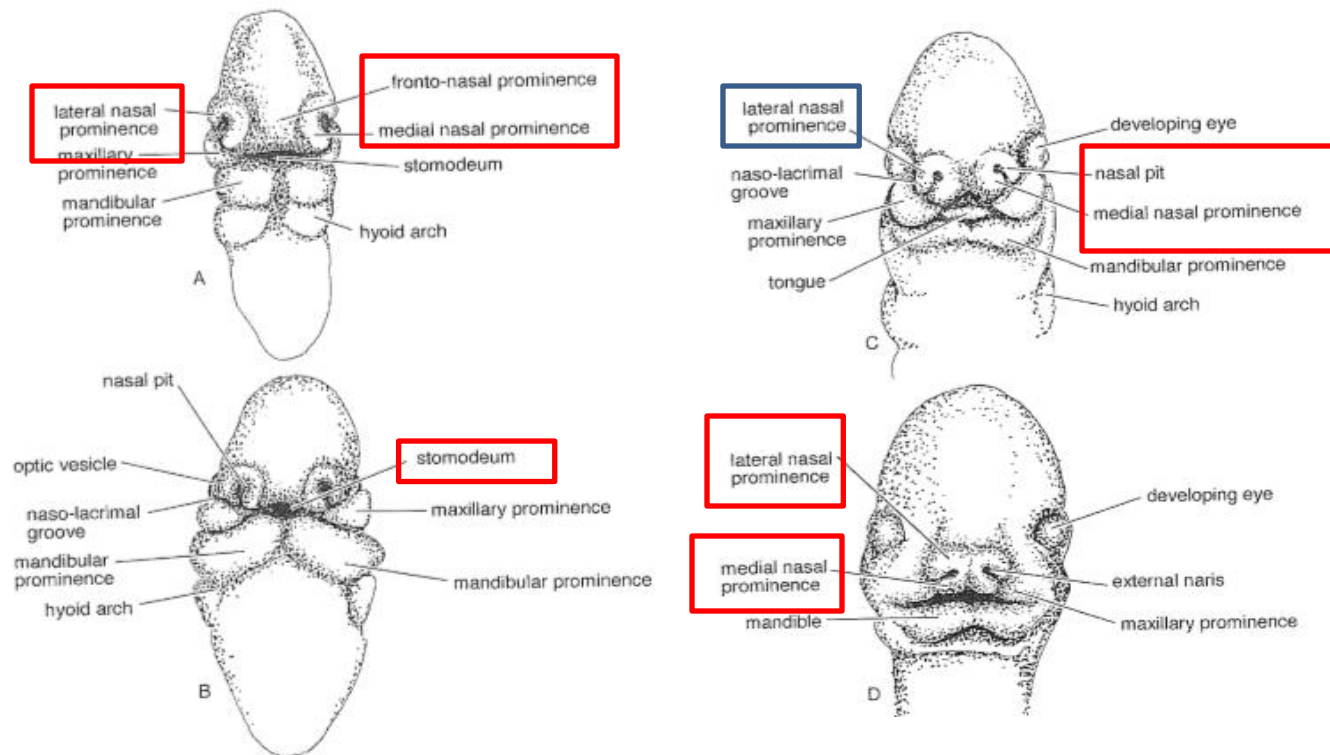 fronto-nasal prominence
lateral nasal
prominence
medial nasal prominence
maxillary
prominence
stomodeum
mandibular
prominence
hyoid arch
A
nasal pit
optic vesicle
stomodeum
naso-lacrimal
groove
maxillary prominence
mandibular
prominence
mandibular prominence
hyoid arch
B
lateral nasal
prominence
developing eye
naso-lacrimal
groove
nasal pit
medial nasal prominence
maxillary
prominence
mandibular prominence
tongue
hyoid arch
C
lateral nasal
prominence
developing eye
medial nasal
prominence
external naris
mandible
maxillary prominence
D